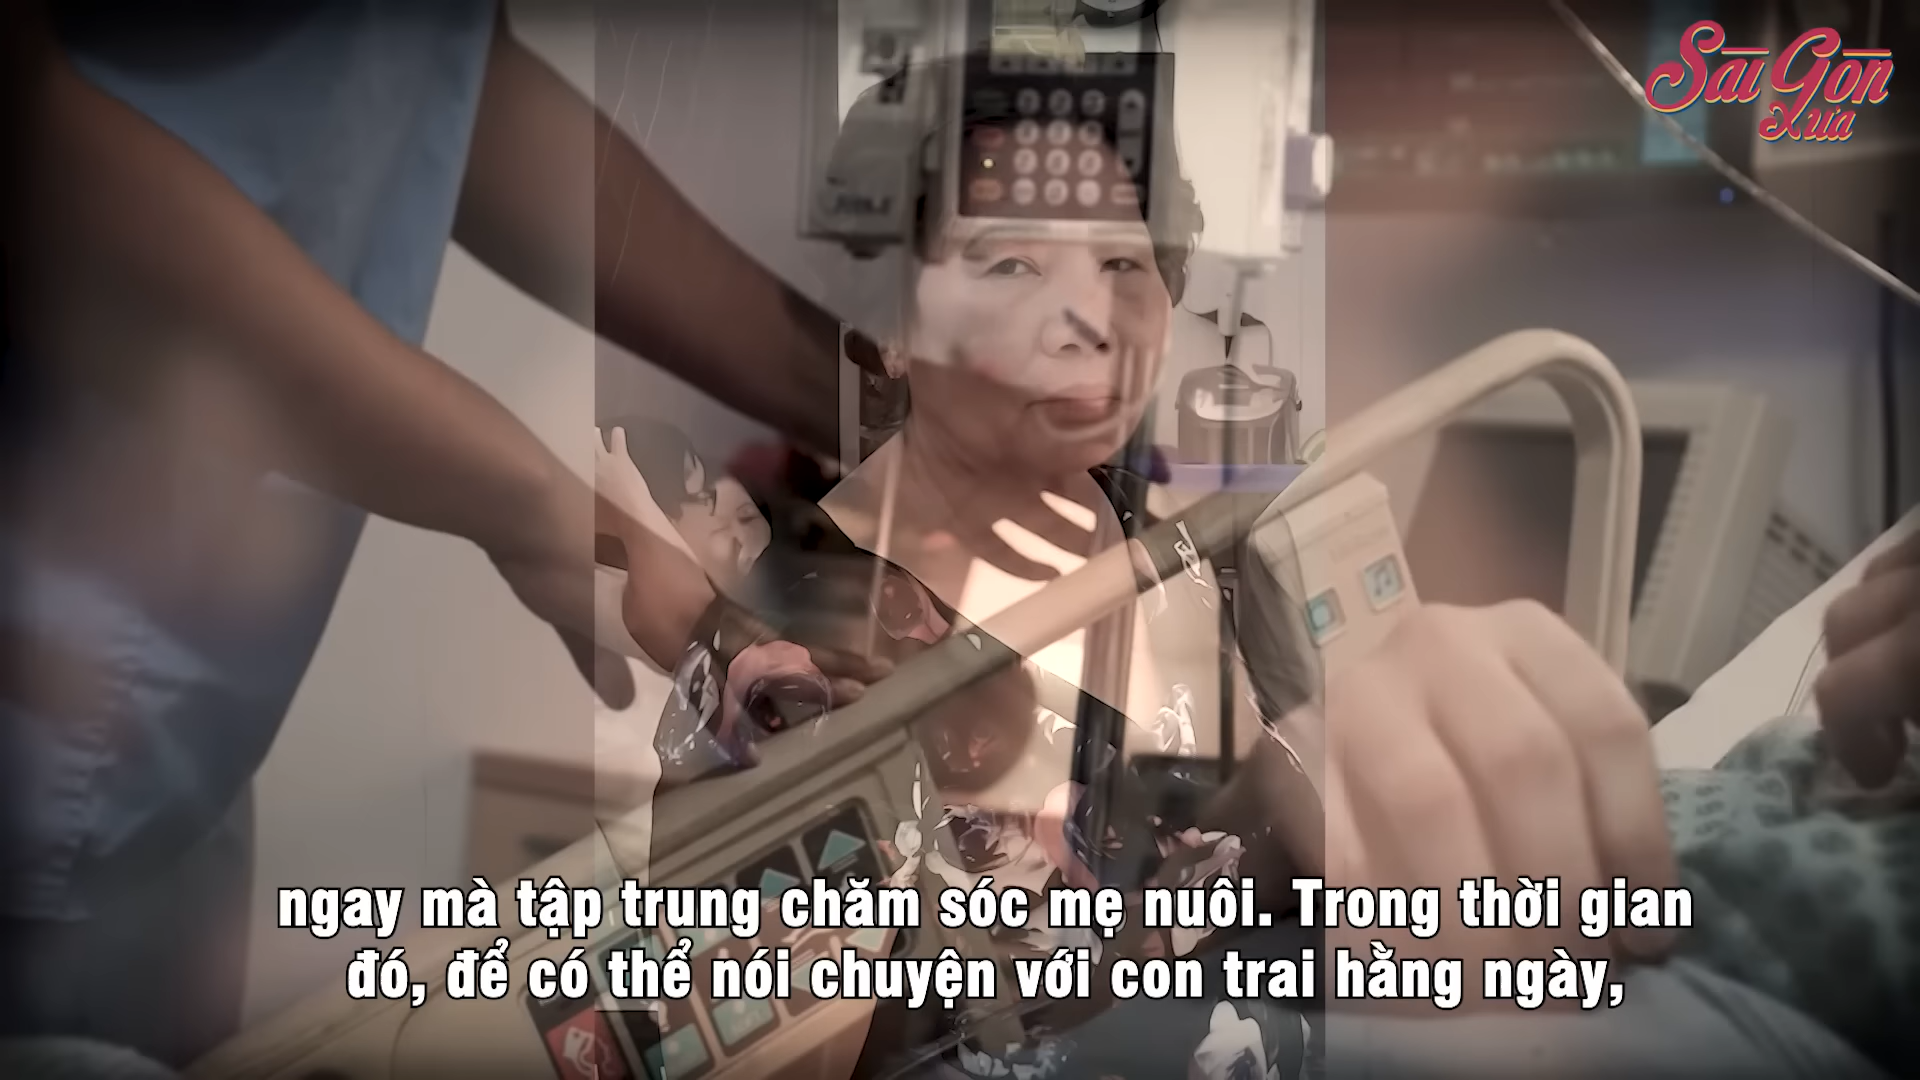 Sài Gòn
Xưa
ngay mà tập trung chăm sóc mẹ nuôi. Trong thời gian
đó, để có thể nói chuyện với con trai hằng ngày,